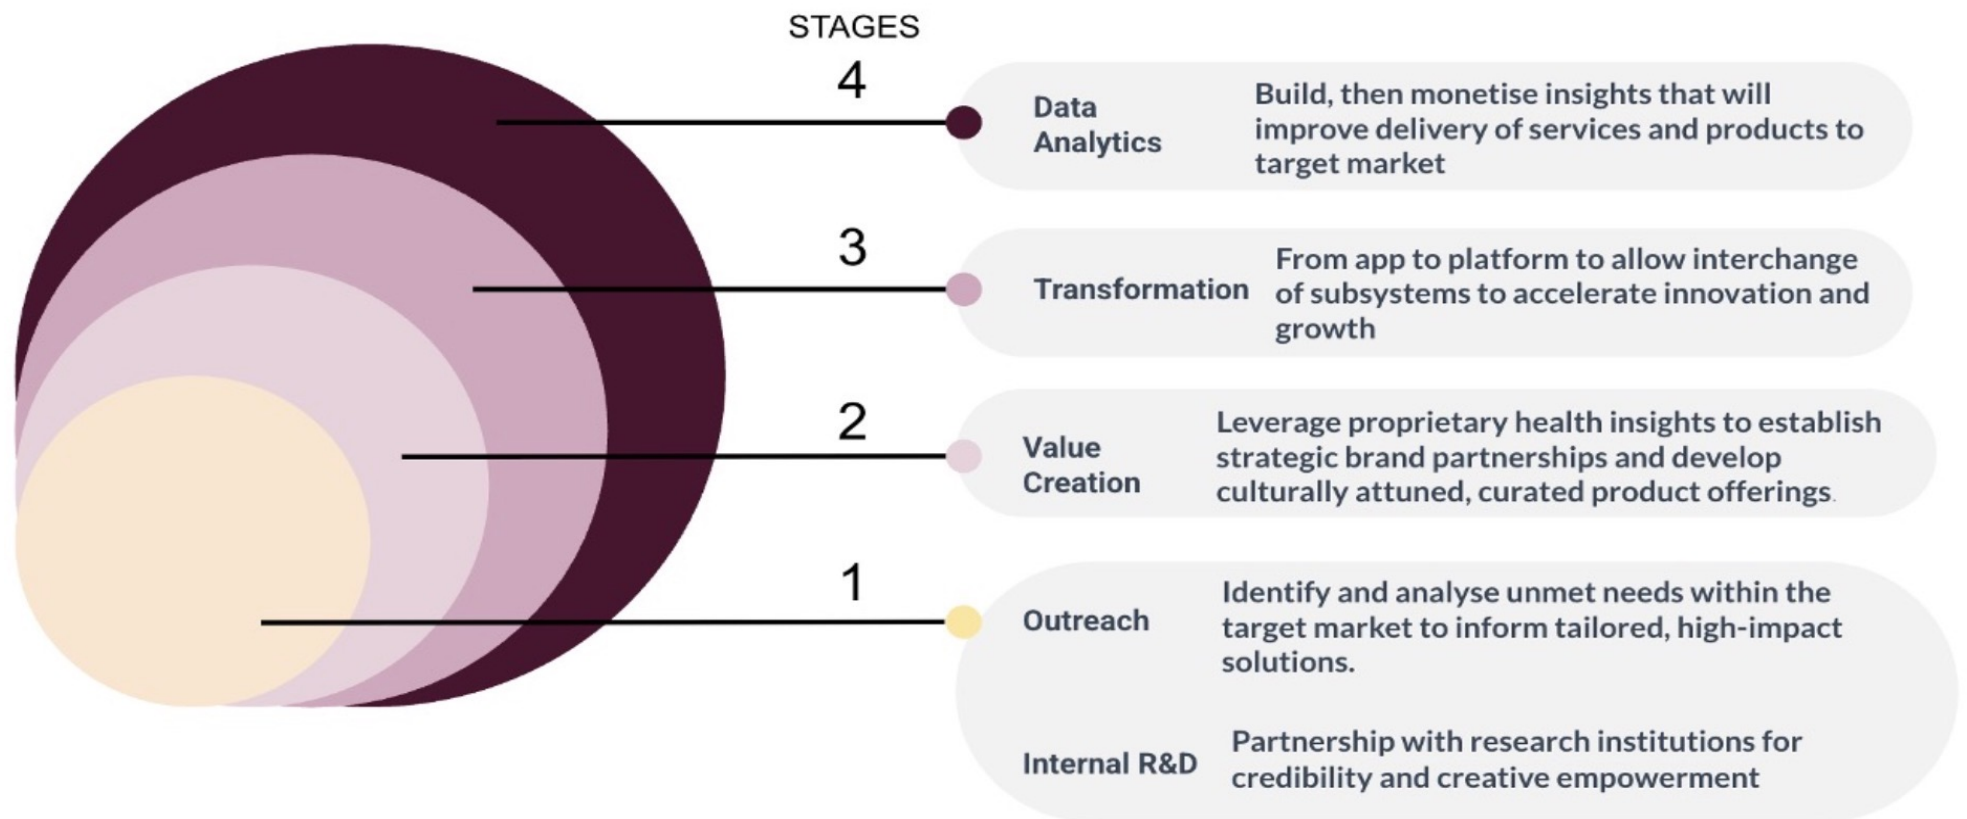 STAGES
4
Data
Analytics
Build, then monetise insights that will
improve delivery of services and products to
target market
3
Transformation
From app to platform to allow interchange
of subsystems to accelerate innovation and
growth
2
Value
Creation
Leverage proprietary health insights to establish
strategic brand partnerships and develop
culturally attuned, curated product offerings.
1
Outreach
Identify and analyse unmet needs within the
target market to inform tailored, high-impact
solutions.
Internal R&D
Partnership with research institutions for
credibility and creative empowerment